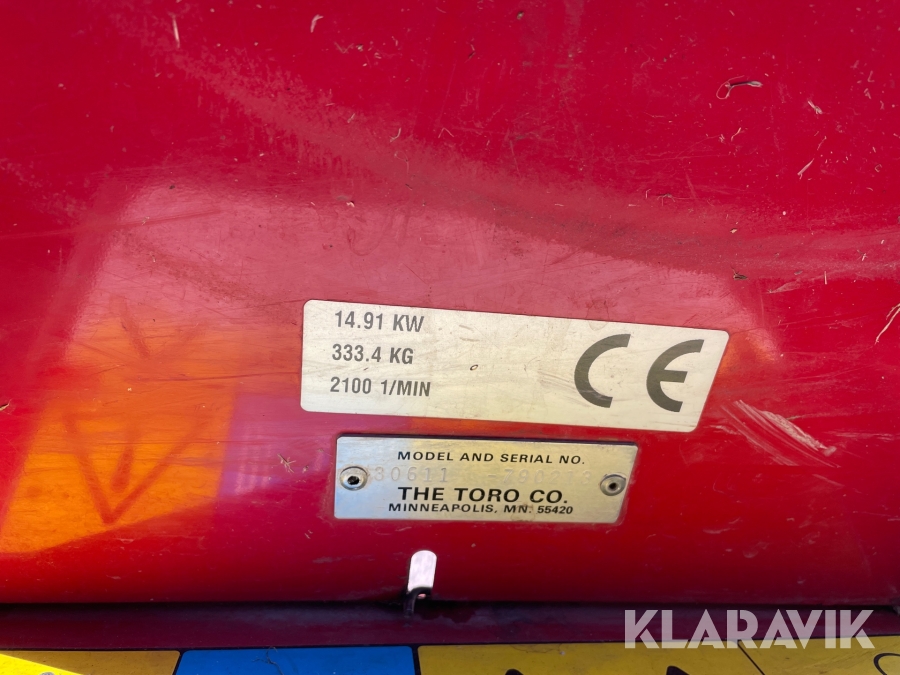 14.91 KW
333.4 KG
2100 1/MIN
CE
MODEL AND SERIAL NO.
30611
THE TORO CO.
MINNEAPOLIS, MN. 55420
KLARAVIK